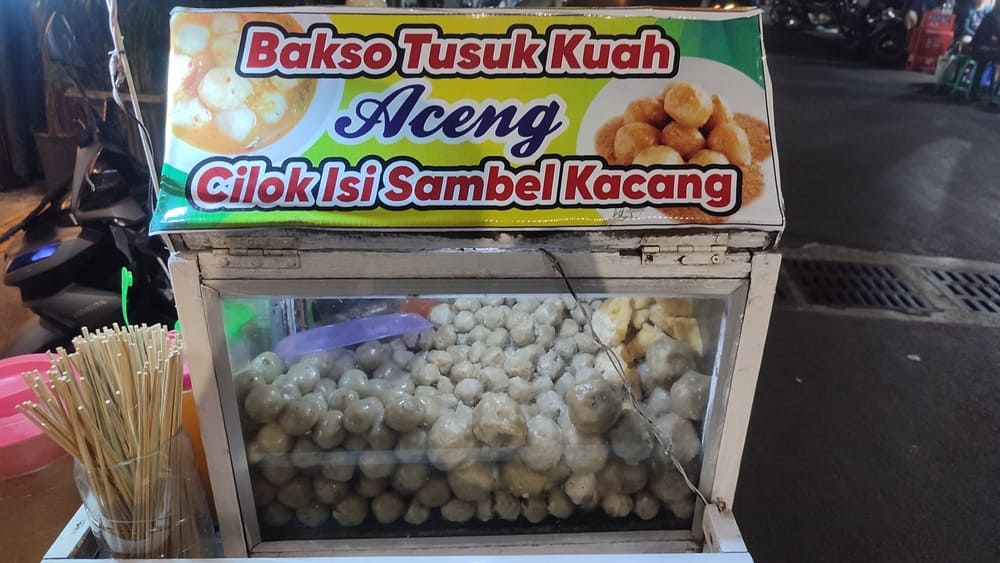 Bakso Tusuk Kuah
Aceng
Cilok Isi Sambel Kacang